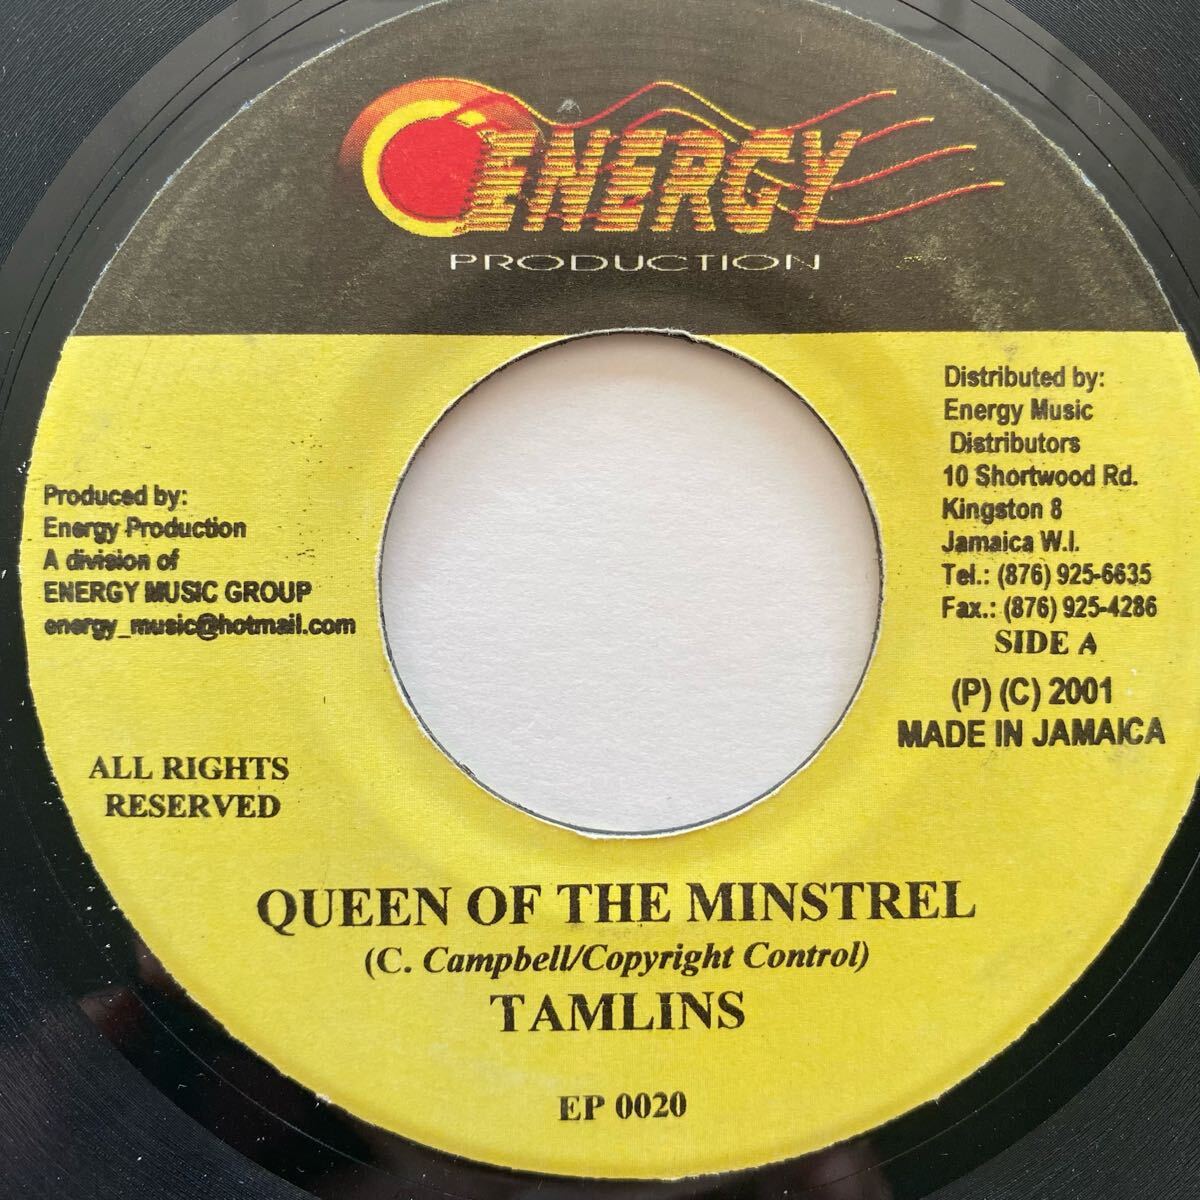 ENERGY
PRODUCTION
Distributed by:
Energy Music
Distributors
10 Shortwood Rd.
Kingston 8
Jamaica W.I.
Tel.: (876) 925-6635
Fax.: (876) 925-4286
SIDE A
(P) (C) 2001
MADE IN JAMAICA
Produced by:
Energy Production
A division of
ENERGY MUSIC GROUP
energy_music@hotmail.com
ALL RIGHTS
RESERVED
QUEEN OF THE MINSTREL
(C. Campbell/Copyright Control)
TAMLINS
EP 0020